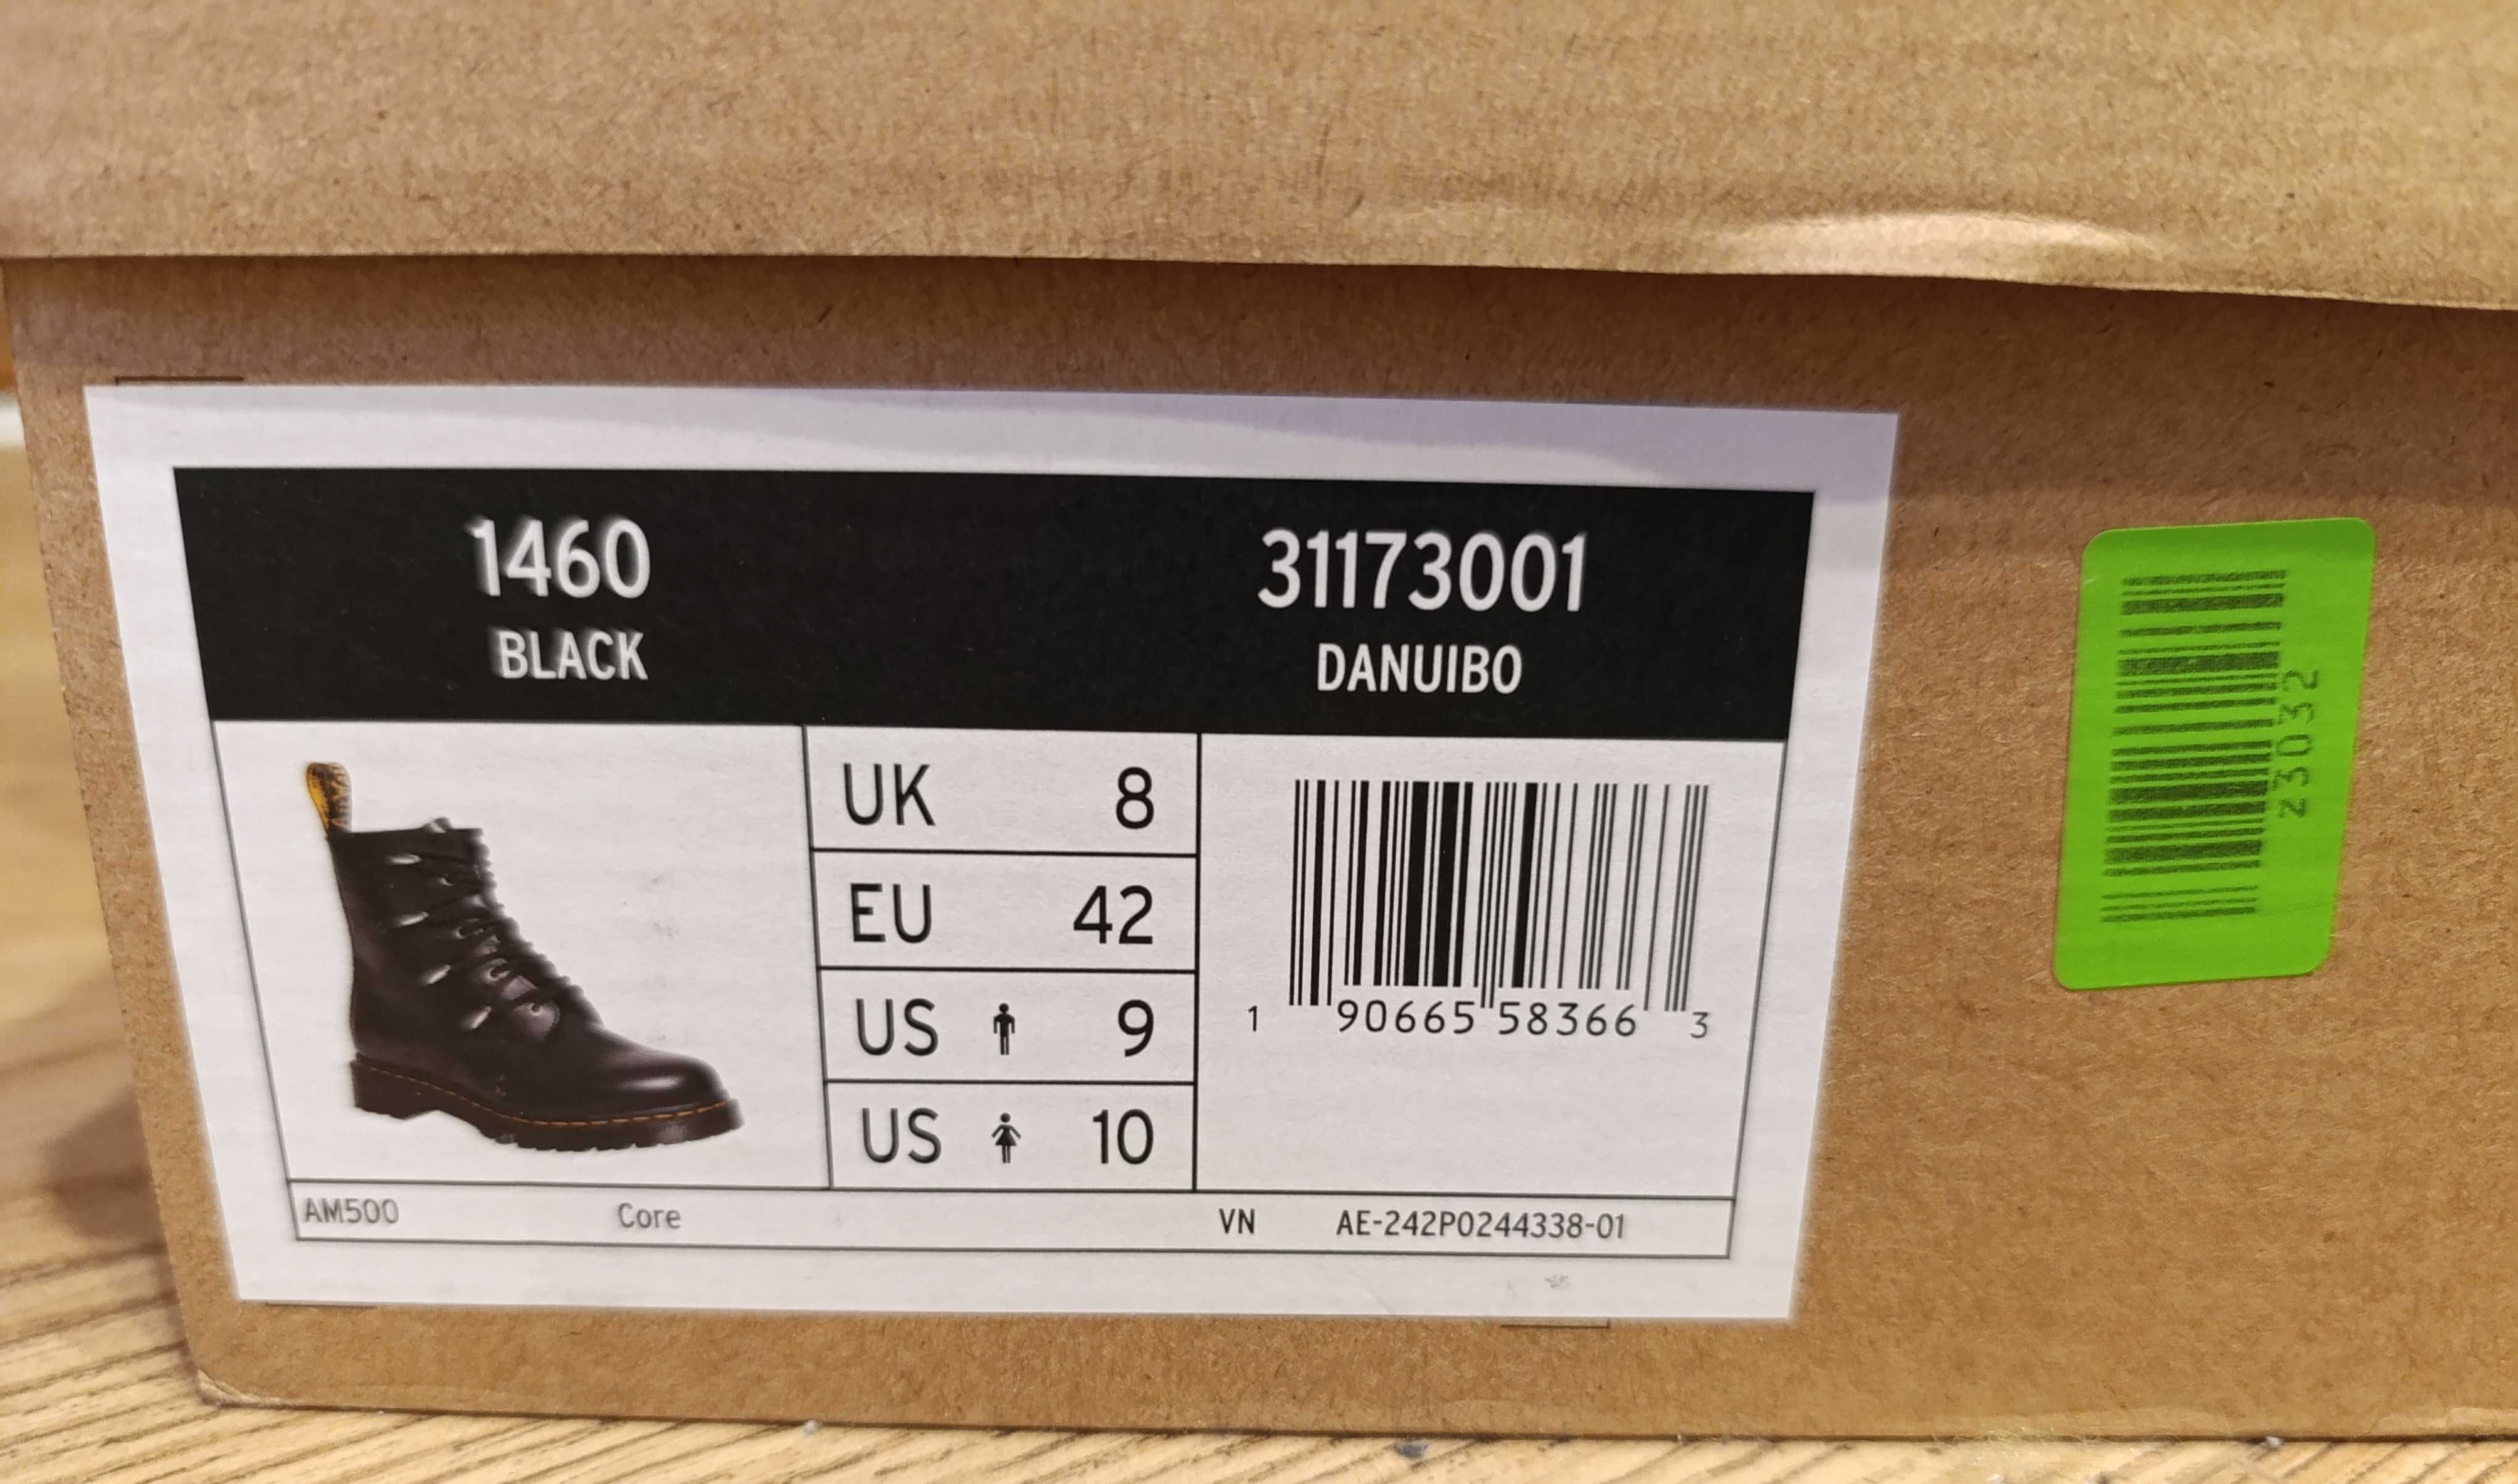 1460
BLACK
31173001
DANUIBO
UK 8
EU 42
US 9
US 10
1 90665 58366 3
AM500 Core VN AE-242P0244338-01
z3032